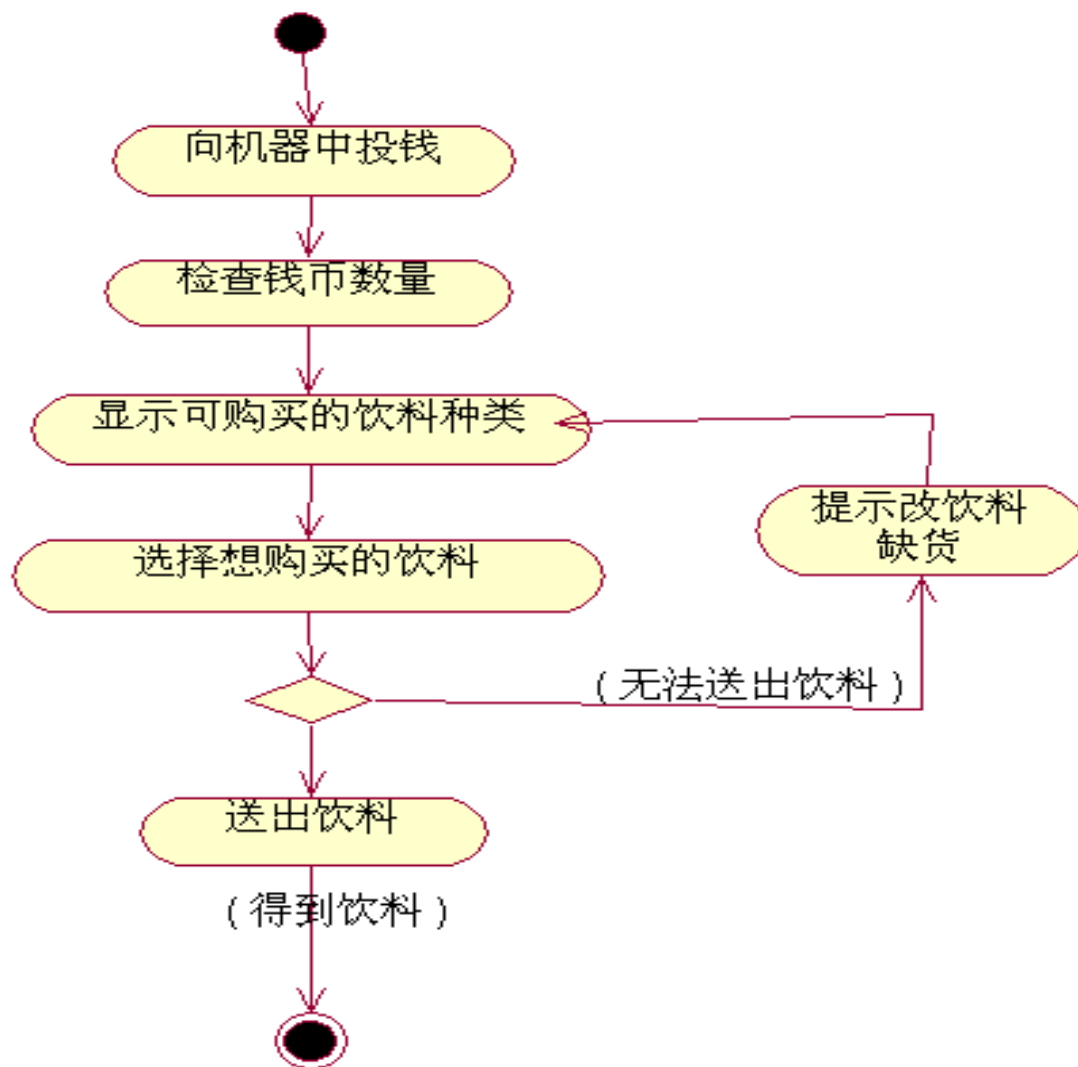 向机器中投钱
检查钱币数量
显示可购买的饮料种类
选择想购买的饮料
提示改饮料
缺货
（无法送出饮料）
送出饮料
（得到饮料）